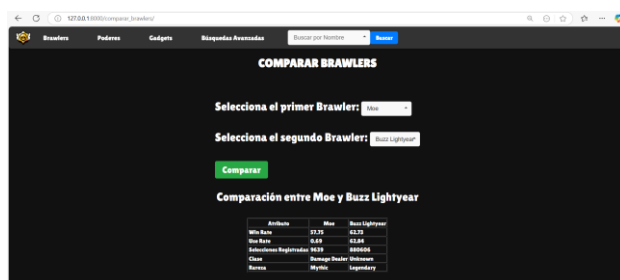 127.0.0.1:8000/comparar_brawlers/
Brawlers Poderes Gadgets Búsquedas Avanzadas Buscar por Nombre Buscar
COMPARAR BRAWLERS
Selecciona el primer Brawler: Moe
Selecciona el segundo Brawler: Buzz Lightyear
Comparar
Comparación entre Moe y Buzz Lightyear
Atributo Moe Buzz Lightyear
Win Rate 57.75 62.73
Use Rate 0.69 62.84
Selecciones Registradas 9639 880606
Clase Damage Dealer Unknown
Rareza Mythic Legendary